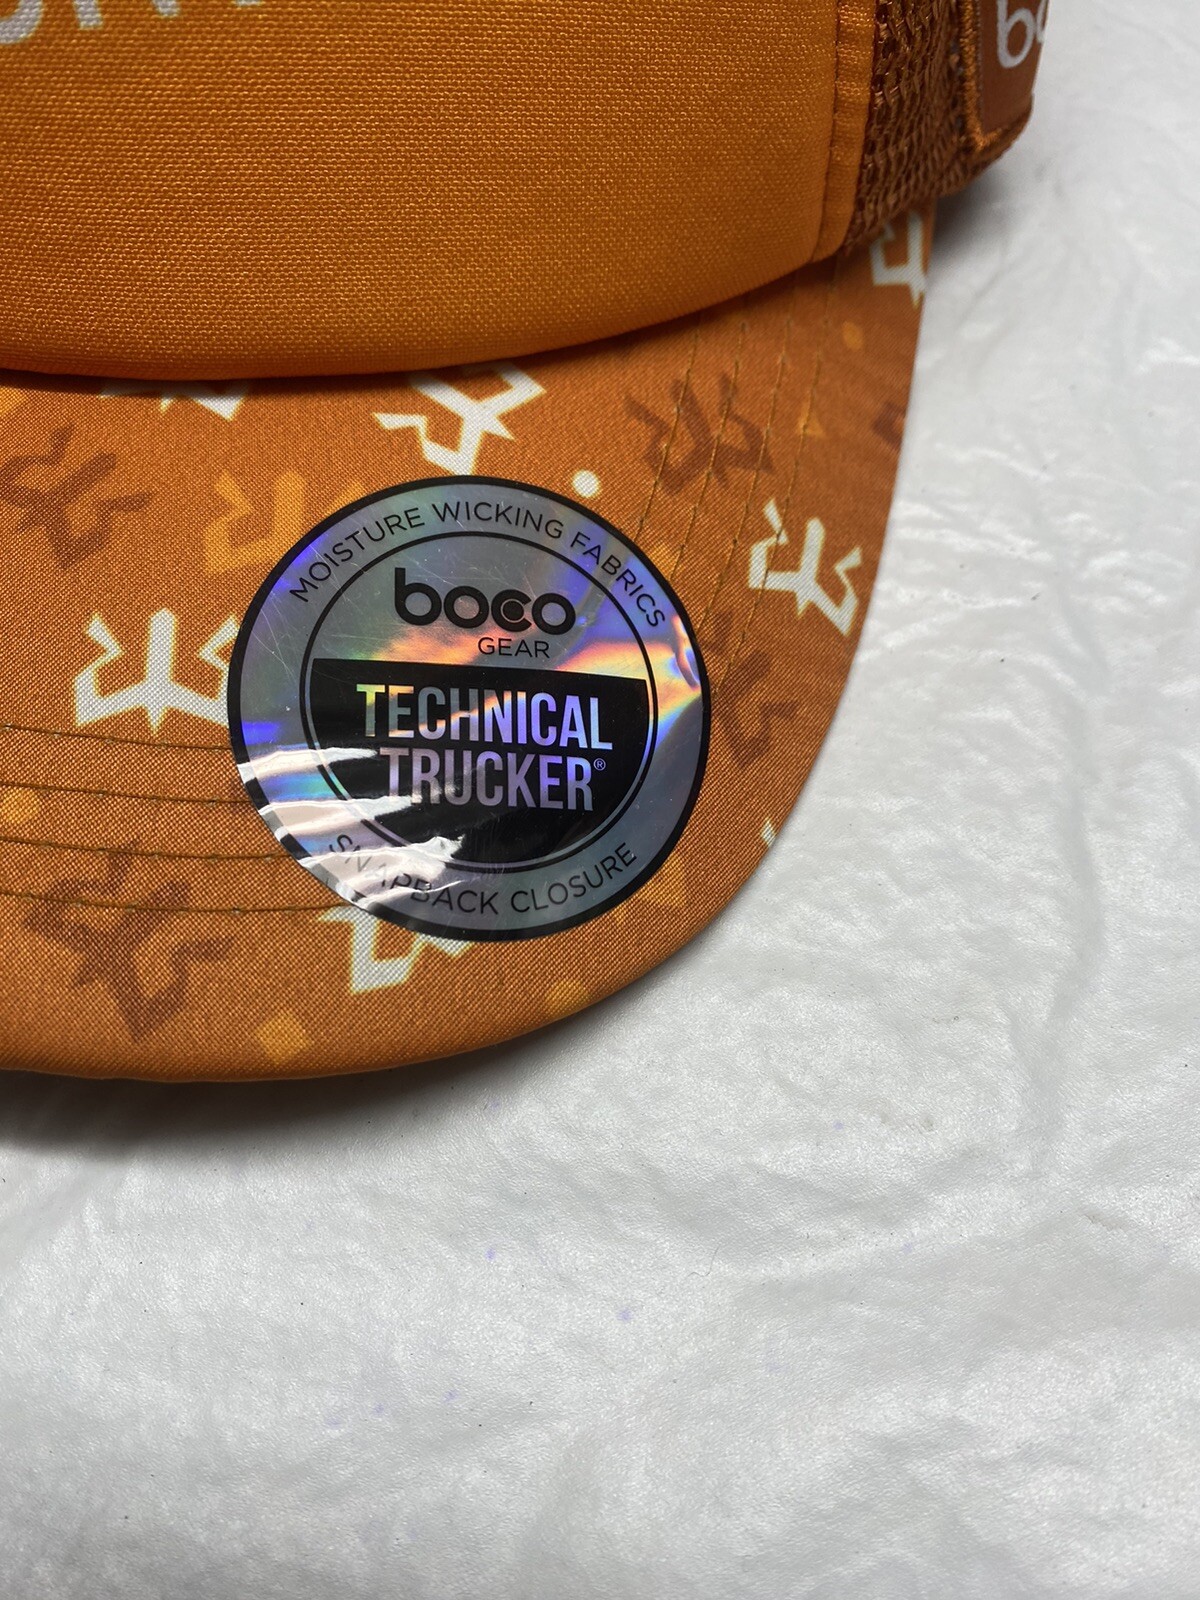 MOISTURE WICKING FABRICS
boco
GEAR
TECHNICAL
TRUCKER®
SNAPBACK CLOSURE